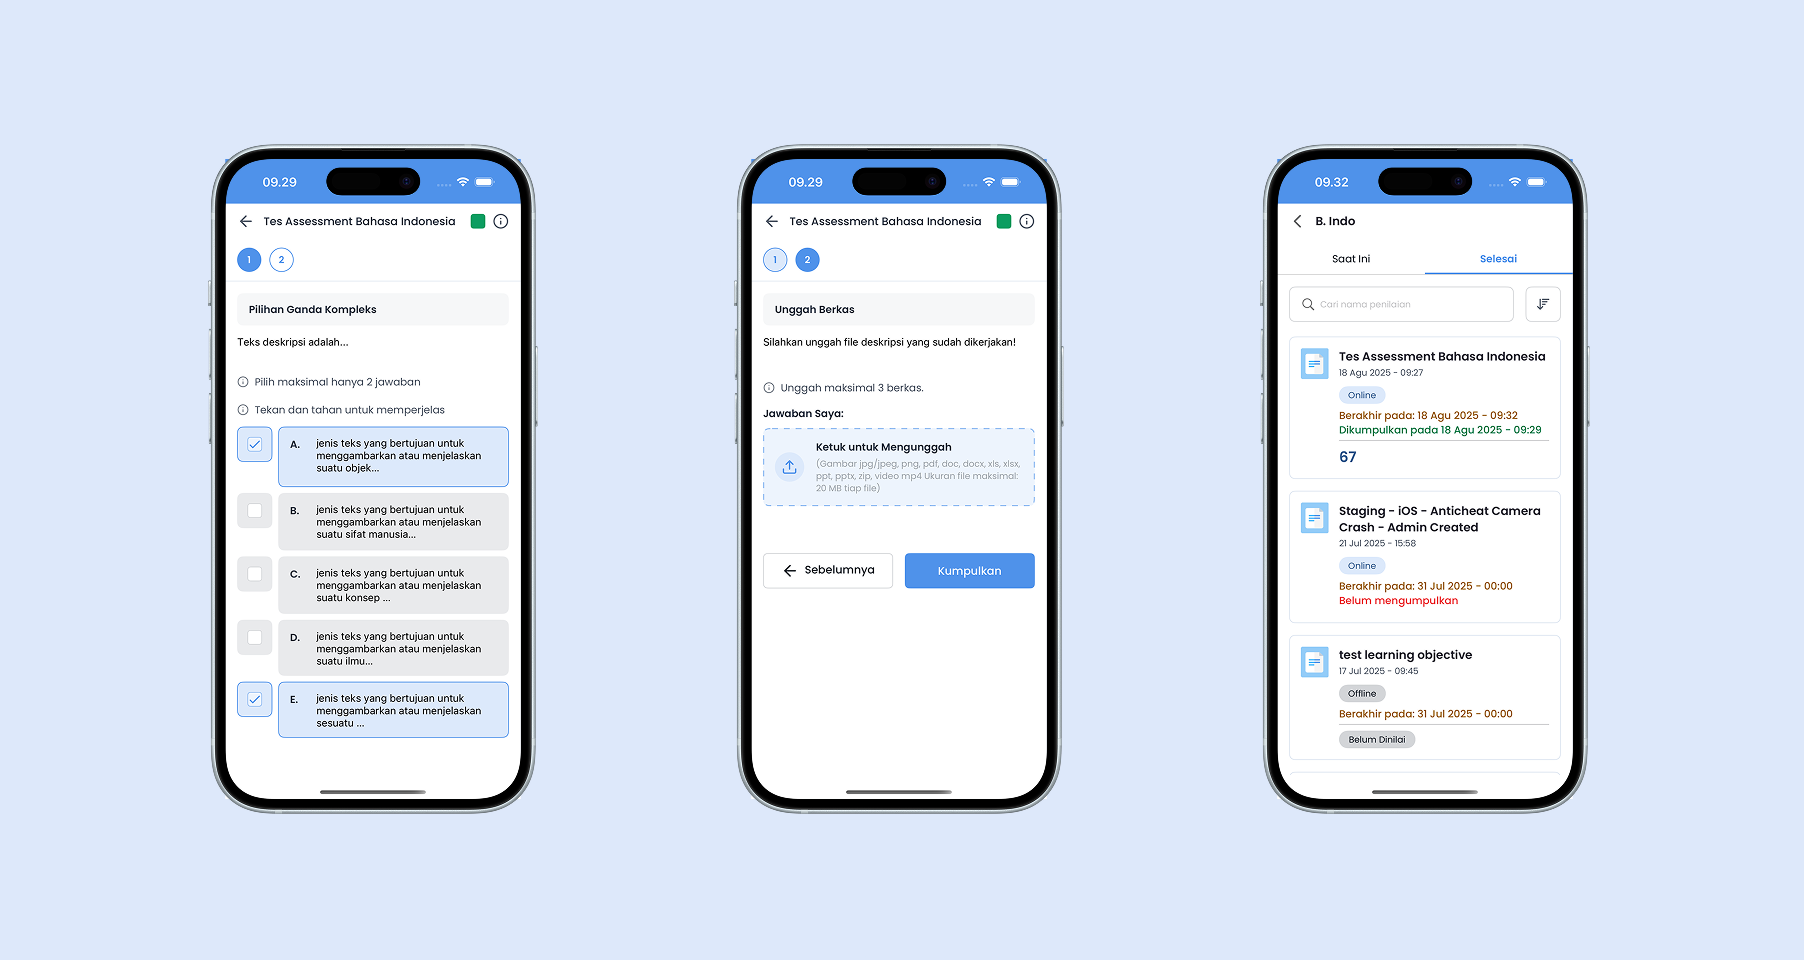 09.29
Tes Assessment Bahasa Indonesia
1 2
Pilihan Ganda Kompleks
Teks deskripsi adalah...
Pilih maksimal hanya 2 jawaban
Tekan dan tahan untuk memperjelas
A. jenis teks yang bertujuan untuk
menggambarkan atau menjelaskan
suatu objek...
B. jenis teks yang bertujuan untuk
menggambarkan atau menjelaskan
suatu sifat manusia...
C. jenis teks yang bertujuan untuk
menggambarkan atau menjelaskan
suatu konsep ...
D. jenis teks yang bertujuan untuk
menggambarkan atau menjelaskan
suatu ilmu...
E. jenis teks yang bertujuan untuk
menggambarkan atau menjelaskan
sesuatu ...
09.29
Tes Assessment Bahasa Indonesia
1 2
Unggah Berkas
Silahkan unggah file deskripsi yang sudah dikerjakan!
Unggah maksimal 3 berkas.
Jawaban Saya:
Ketuk untuk Mengunggah
(Gambar jpg/jpeg, png, pdf, doc, docx, xls, xlsx,
ppt, pptx, zip, video mp4 Ukuran file maksimal:
20 MB tiap file)
Sebelumnya
Kumpulkan
09.32
B. Indo
Saat Ini
Selesai
Cari nama penilaian
Tes Assessment Bahasa Indonesia
18 Agu 2025 - 09:27
Online
Berakhir pada: 18 Agu 2025 - 09:32
Dikumpulkan pada 18 Agu 2025 - 09:29
67
Staging - iOS - Anticheat Camera
Crash - Admin Created
21 Jul 2025 - 15:58
Online
Berakhir pada: 31 Jul 2025 - 00:00
Belum mengumpulkan
test learning objective
17 Jul 2025 - 09:45
Offline
Berakhir pada: 31 Jul 2025 - 00:00
Belum Dinilai